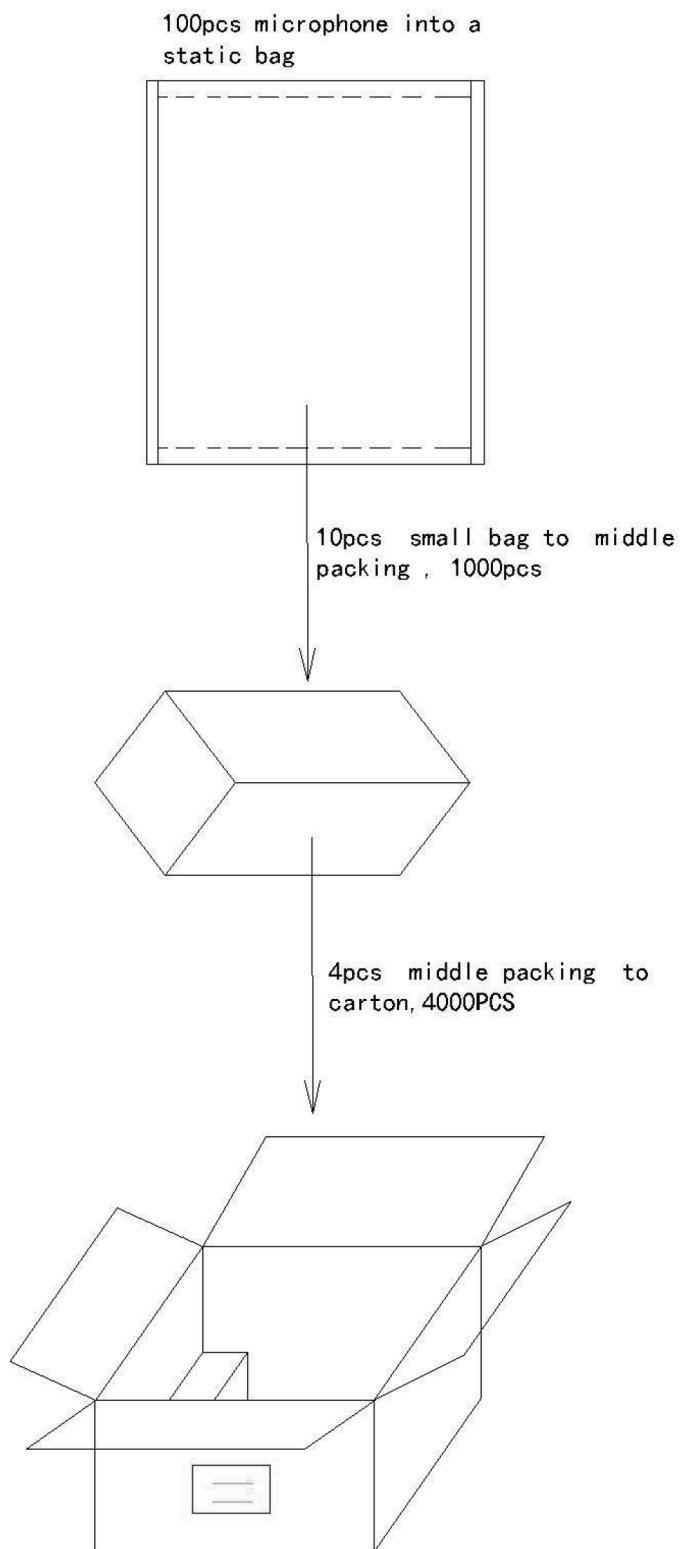 100pcs microphone into a
static bag
10pcs small bag to middle
packing , 1000pcs
4pcs middle packing to
carton,4000PCS